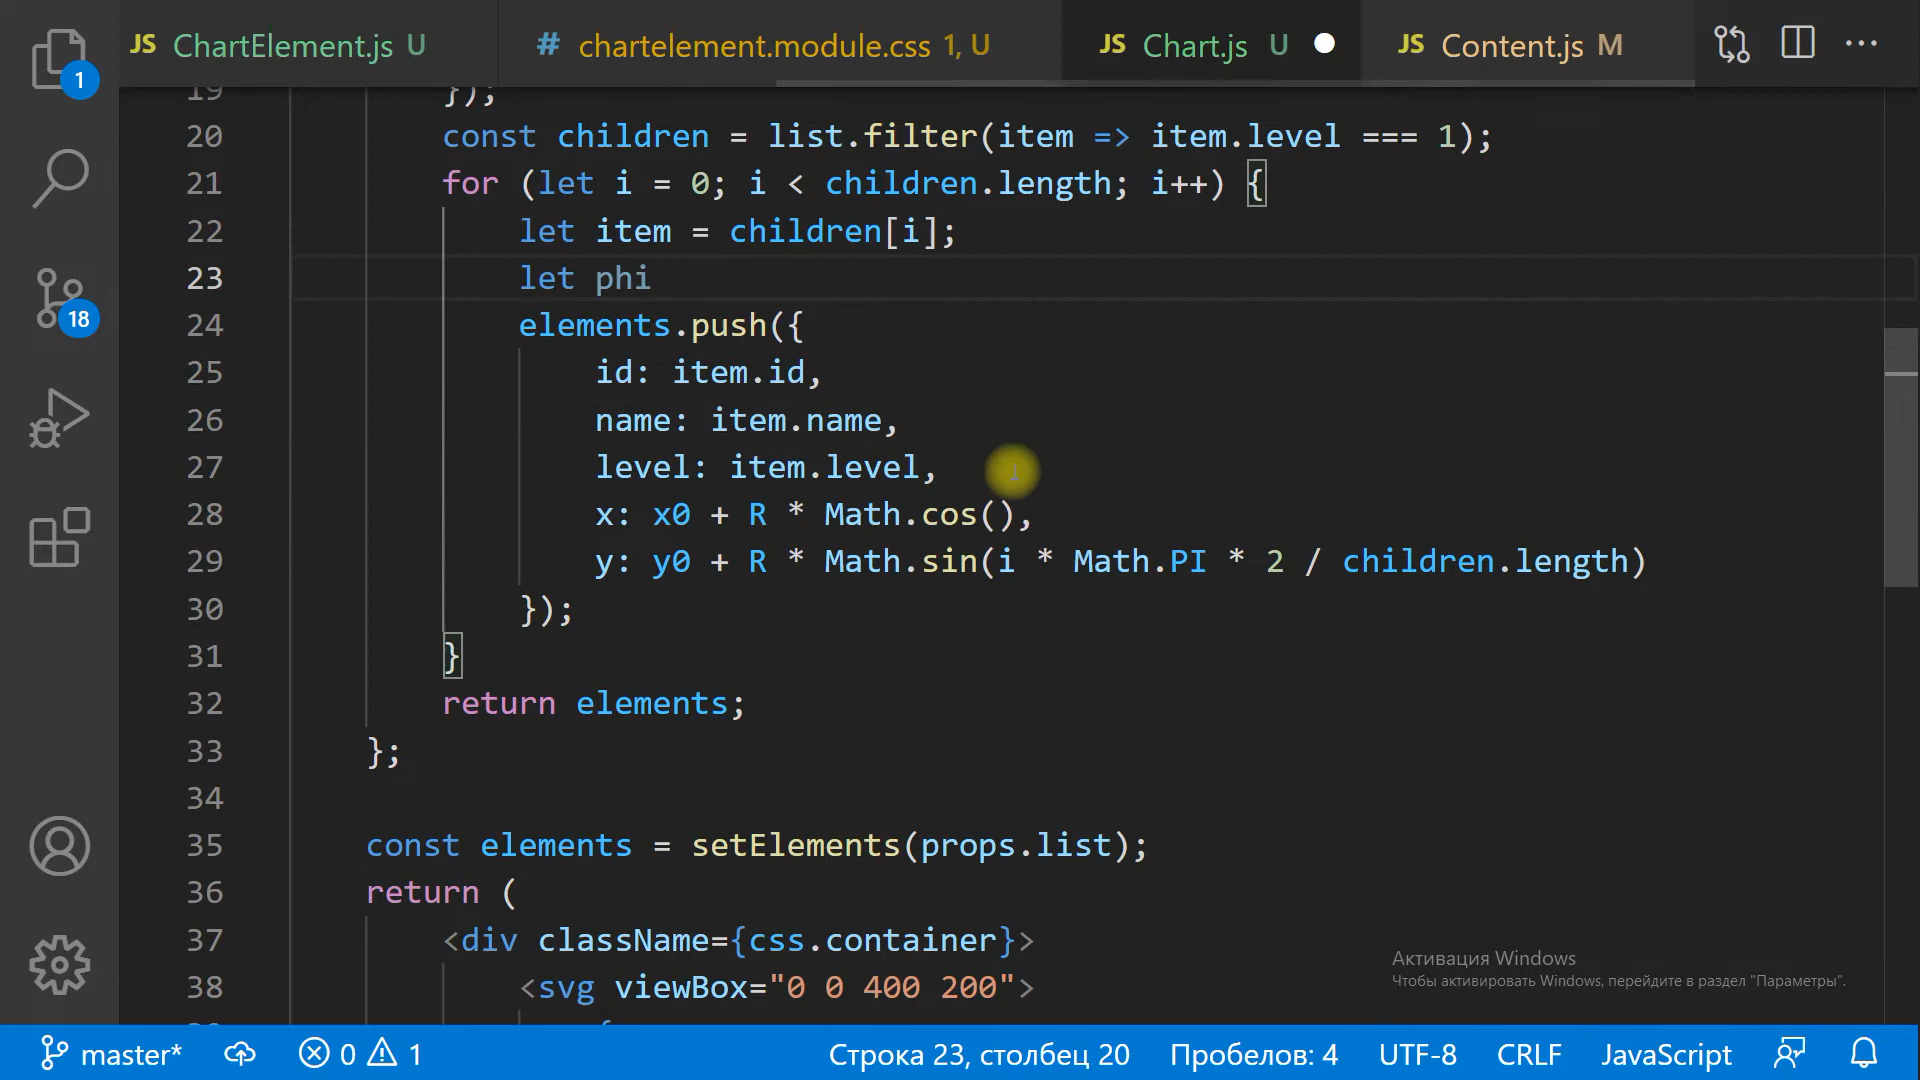 JS ChartElement.js U
# chartelement.module.css 1, U
JS Chart.js U
JS Content.js M
1
18
19 });
20 const children = list.filter(item => item.level === 1);
21 for (let i = 0; i < children.length; i++) {
22 let item = children[i];
23 let phi
24 elements.push({
25 id: item.id,
26 name: item.name,
27 level: item.level,
28 x: x0 + R * Math.cos(),
29 y: y0 + R * Math.sin(i * Math.PI * 2 / children.length)
30 });
31 }
32 return elements;
33 };
34
35 const elements = setElements(props.list);
36 return (
37 <div className={css.container}>
38 <svg viewBox="0 0 400 200">
Активация Windows
Чтобы активировать Windows, перейдите в раздел "Параметры".
master* 0 1 Строка 23, столбец 20 Пробелов: 4 UTF-8 CRLF JavaScript